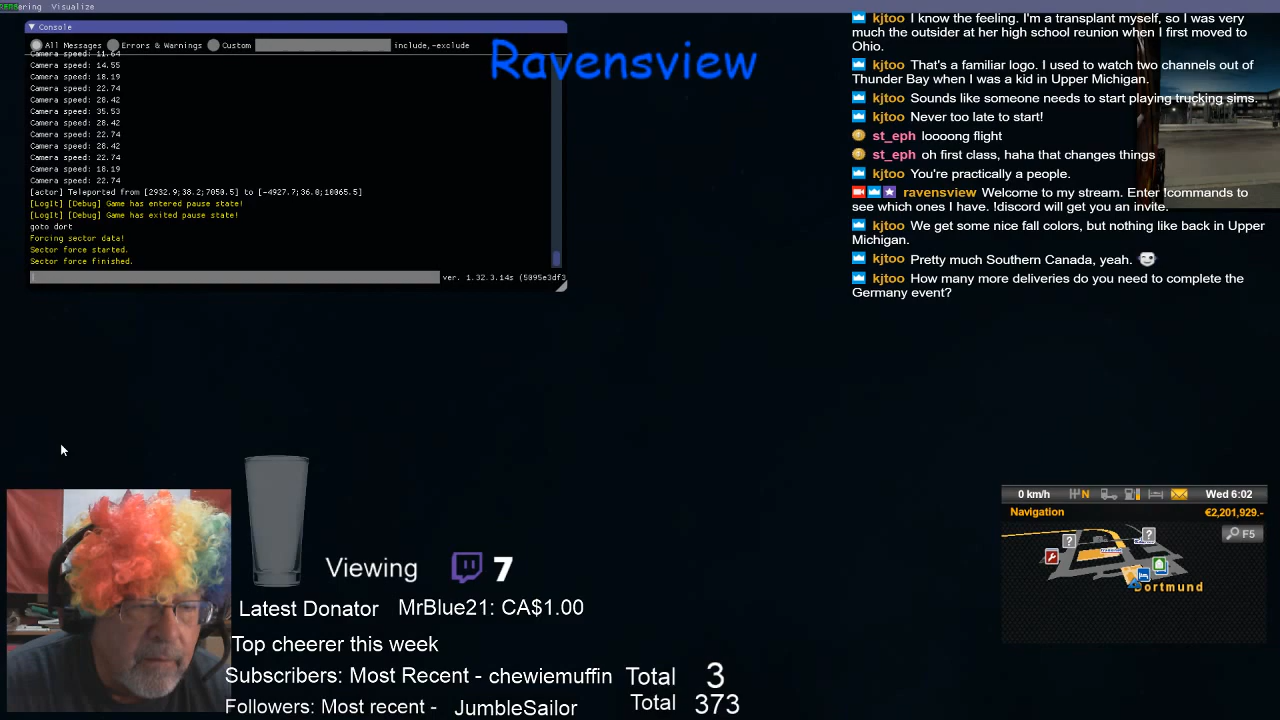 Visualize
Console
All Messages Errors & Warnings Custom include,-exclude
Camera speed: 11.64
Camera speed: 14.55
Camera speed: 18.19
Camera speed: 22.74
Camera speed: 28.42
Camera speed: 35.53
Camera speed: 28.42
Camera speed: 22.74
Camera speed: 28.42
Camera speed: 22.74
Camera speed: 18.19
Camera speed: 22.74
[actor] Teleported from [2932.9;38.2;7050.5] to [-4927.7;36.0;10865.5]
[LogIt] [Debug] Game has entered pause state!
[LogIt] [Debug] Game has exited pause state!
goto dort
Forcing sector data!
Sector force started.
Sector force finished.
ver. 1.32.3.14s (5095e3df3
Ravensview
kjtoo I know the feeling. I'm a transplant myself, so I was very
much the outsider at her high school reunion when I first moved to
Ohio.
kjtoo That's a familiar logo. I used to watch two channels out of
Thunder Bay when I was a kid in Upper Michigan.
kjtoo Sounds like someone needs to start playing trucking sims.
kjtoo Never too late to start!
st_eph loooong flight
st_eph oh first class, haha that changes things
kjtoo You're practically a people.
ravensview Welcome to my stream. Enter !commands to
see which ones I have. !discord will get you an invite.
kjtoo We get some nice fall colors, but nothing like back in Upper
Michigan.
kjtoo Pretty much Southern Canada, yeah.
kjtoo How many more deliveries do you need to complete the
Germany event?
0 km/h N Wed 6:02
Navigation €2,201,929.-
F5
Dortmund
Viewing 7
Latest Donator MrBlue21: CA$1.00
Top cheerer this week
Subscribers: Most Recent - chewiemuffin Total 3
Followers: Most recent - JumbleSailor Total 373